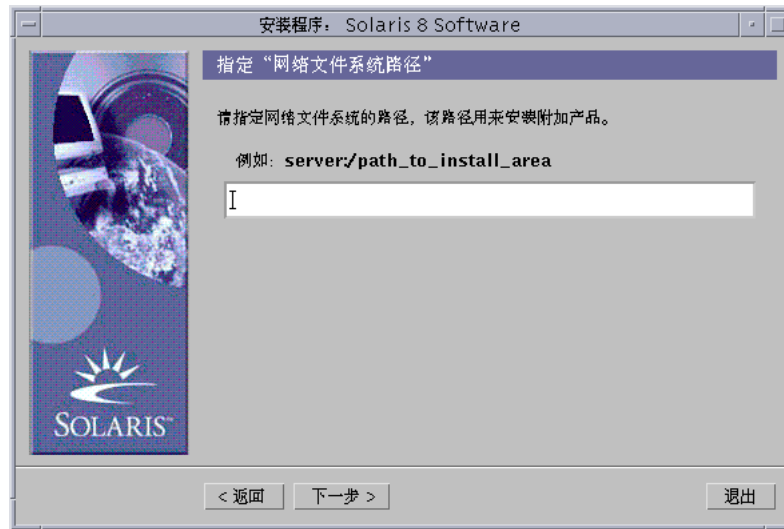 安装程序： Solaris 8 Software
指定“网络文件系统路径”
请指定网络文件系统的路径，该路径用来安装附加产品。
例如：server:/path_to_install_area
SOLARIS™
< 返回
下一步 >
退出